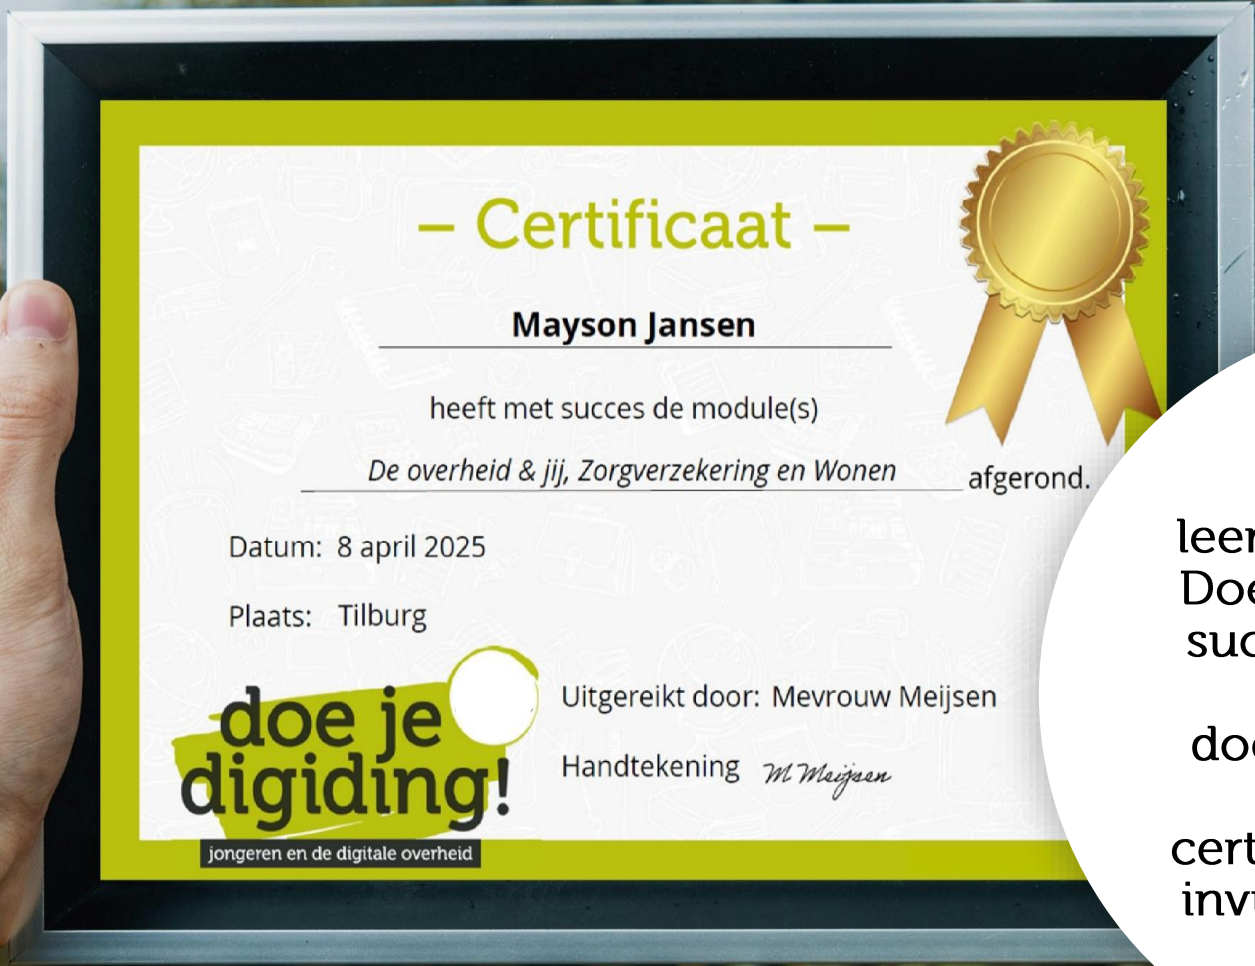 – Certificaat –
Mayson Jansen
heeft met succes de module(s)
De overheid & jij, Zorgverzekering en Wonen afgerond.
Datum: 8 april 2025
Plaats: Tilburg
Uitgereikt door: Mevrouw Meijsen
Handtekening M Meijsen
doe je
digiding!
jongeren en de digitale overheid